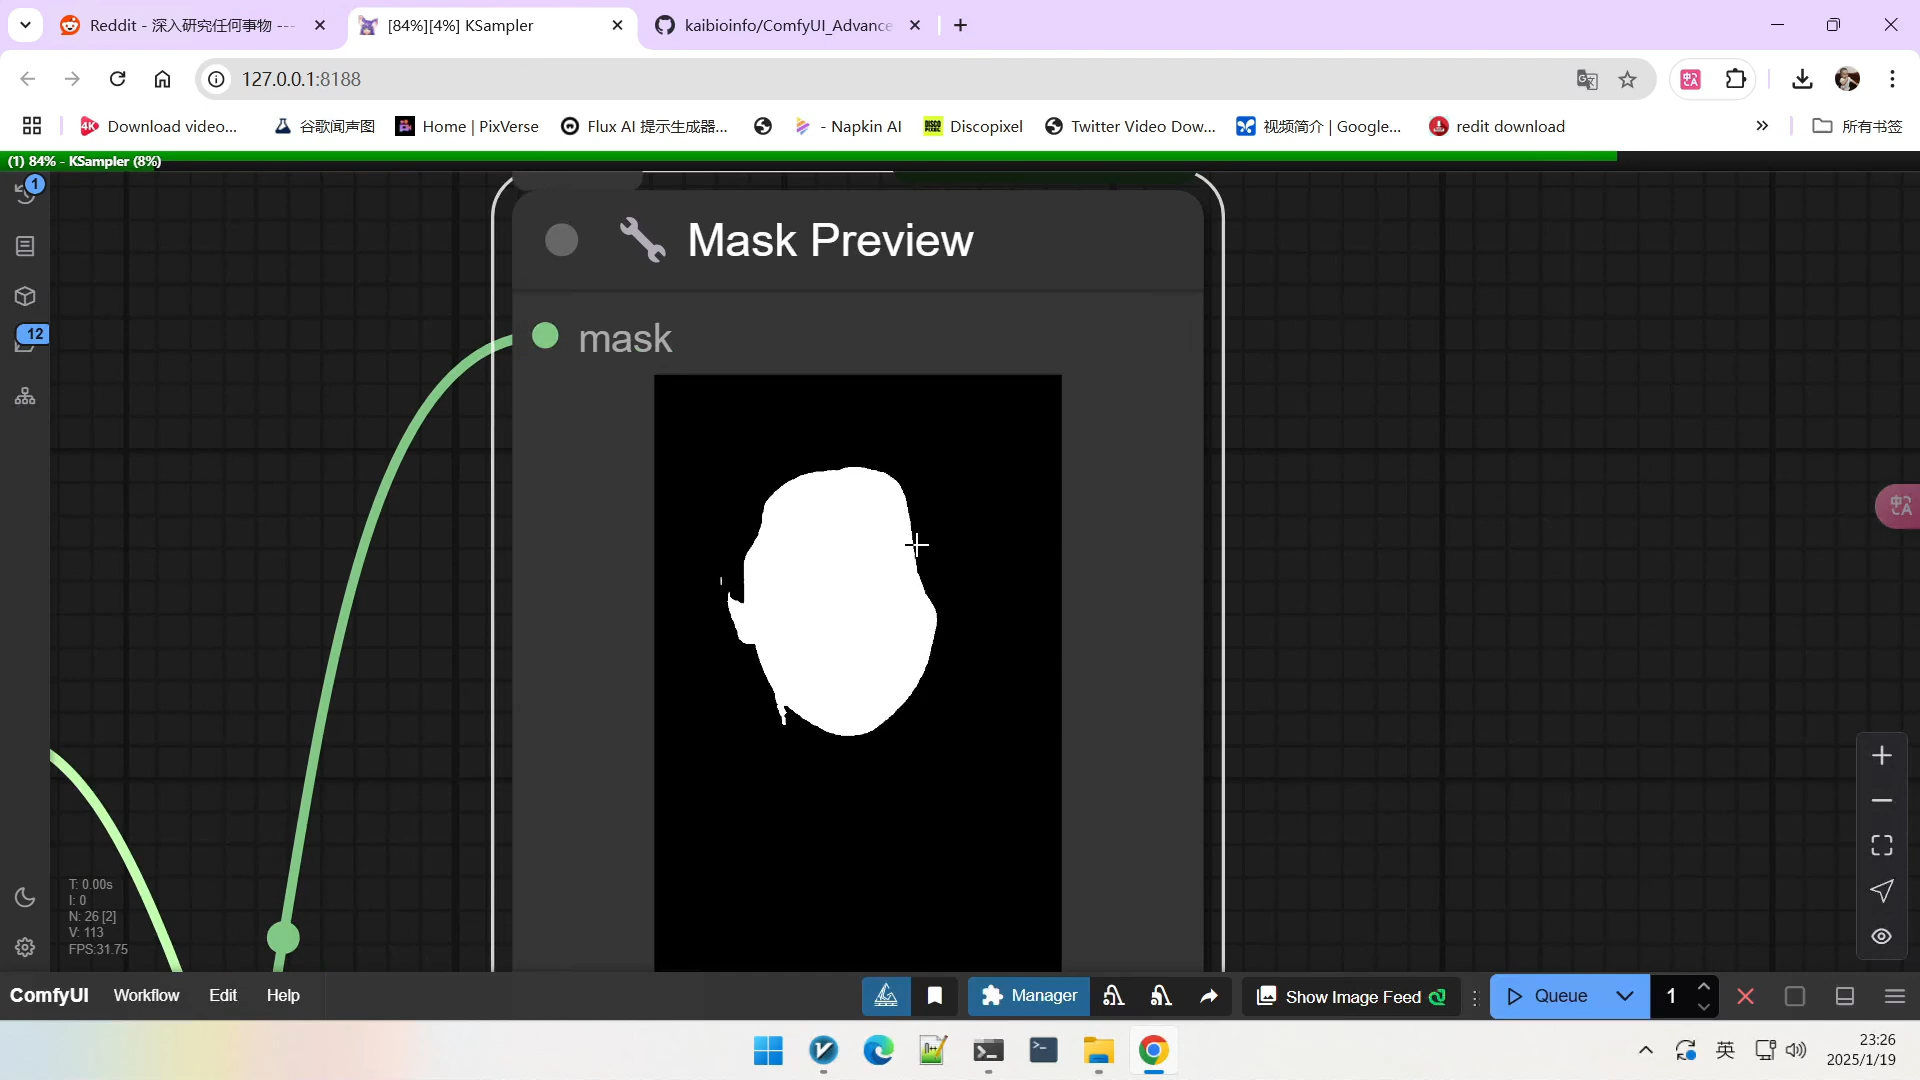 Reddit - 深入研究任何事物 ---
[84%][4%] KSampler
kaibioinfo/ComfyUI_Advance
127.0.0.1:8188
Download video...
谷歌闻声图
Home | PixVerse
Flux AI 提示生成器...
- Napkin AI
Discopixel
Twitter Video Dow...
视频简介 | Google...
redit download
所有书签
(1) 84% - KSampler (8%)
1
12
Mask Preview
mask
T: 0.00s
I: 0
N: 26 [2]
V: 113
FPS:31.75
ComfyUI
Workflow
Edit
Help
Manager
Show Image Feed
Queue
1
英
23:26
2025/1/19